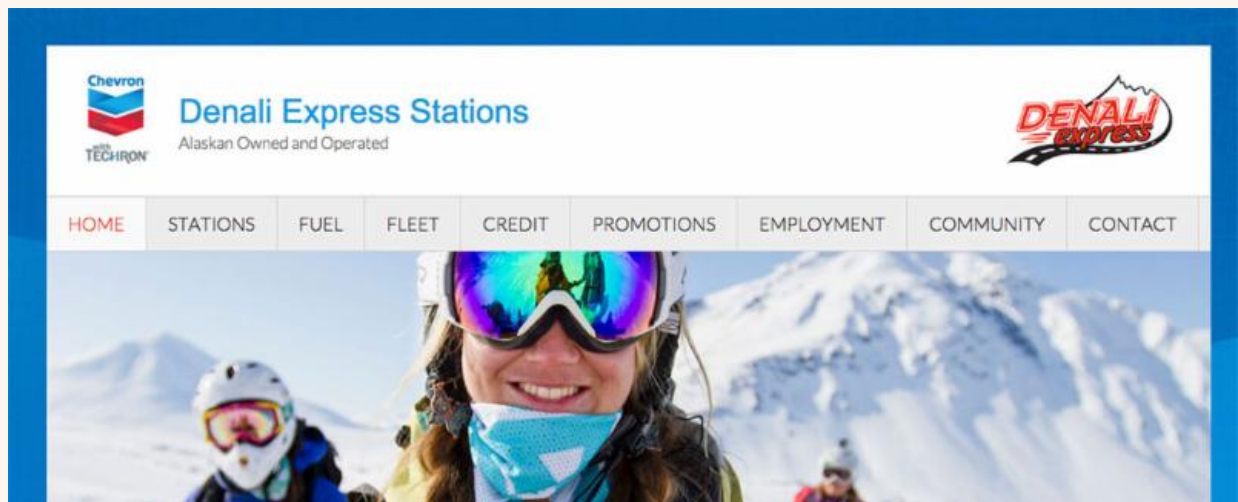 Chevron
with
TECHRON
Denali Express Stations
Alaskan Owned and Operated
DENALI
express
HOME STATIONS FUEL FLEET CREDIT PROMOTIONS EMPLOYMENT COMMUNITY CONTACT